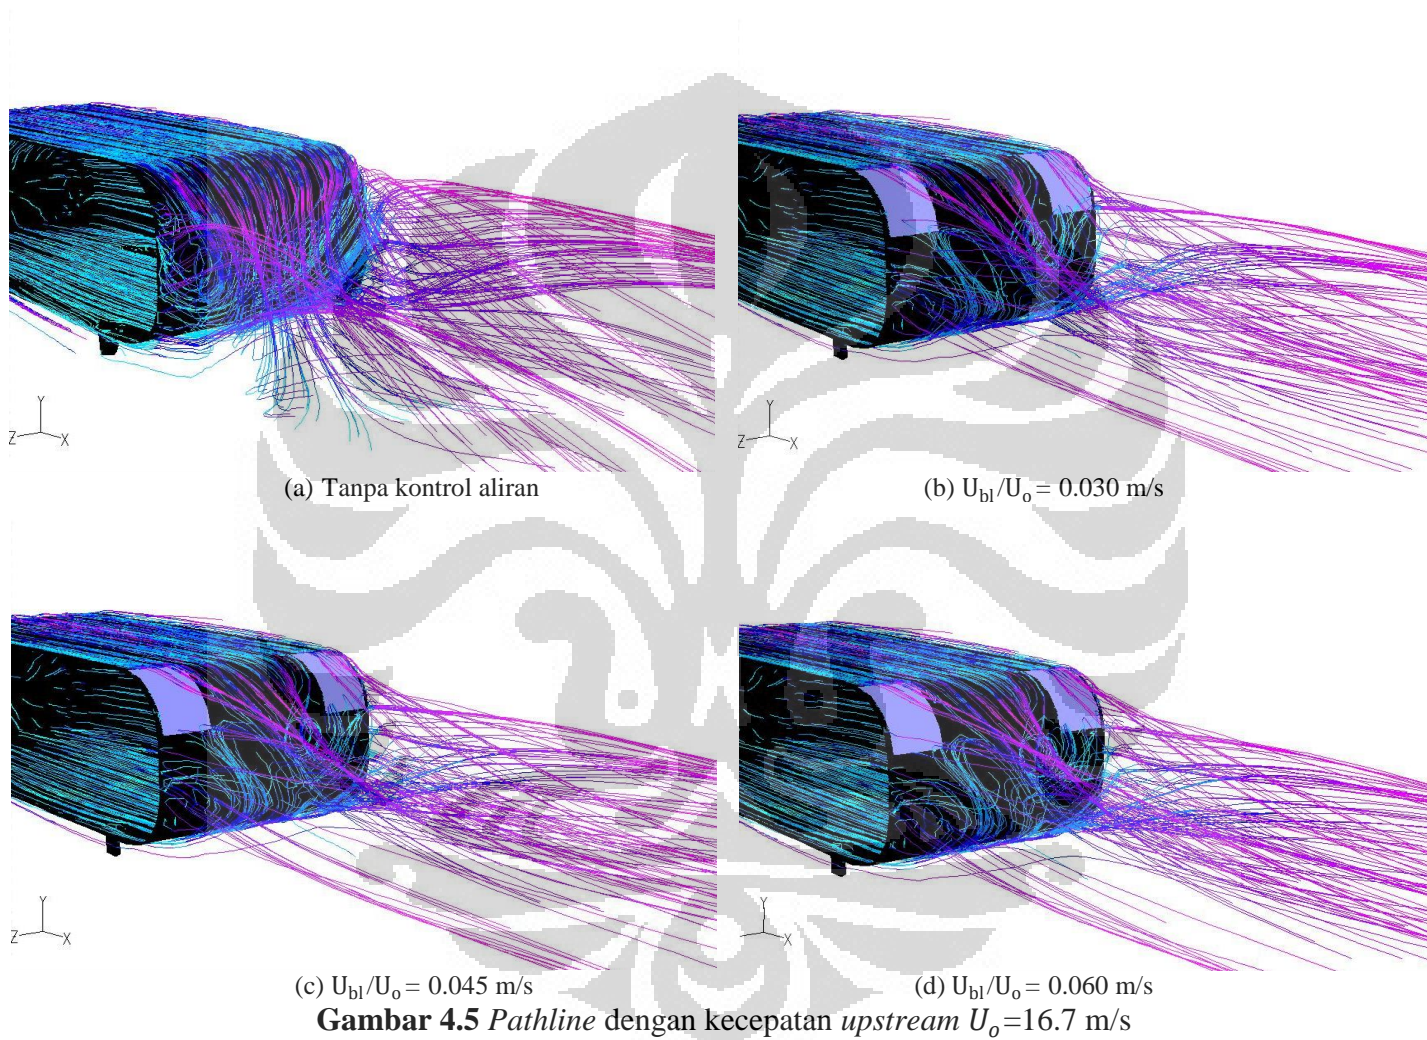 Y
Z X
Y
Z X
(a) Tanpa kontrol aliran
(b) U_bl/U_o = 0.030 m/s
Y
Z X
Y
X
(c) U_bl/U_o = 0.045 m/s
(d) U_bl/U_o = 0.060 m/s
Gambar 4.5 Pathline dengan kecepatan upstream U_o=16.7 m/s